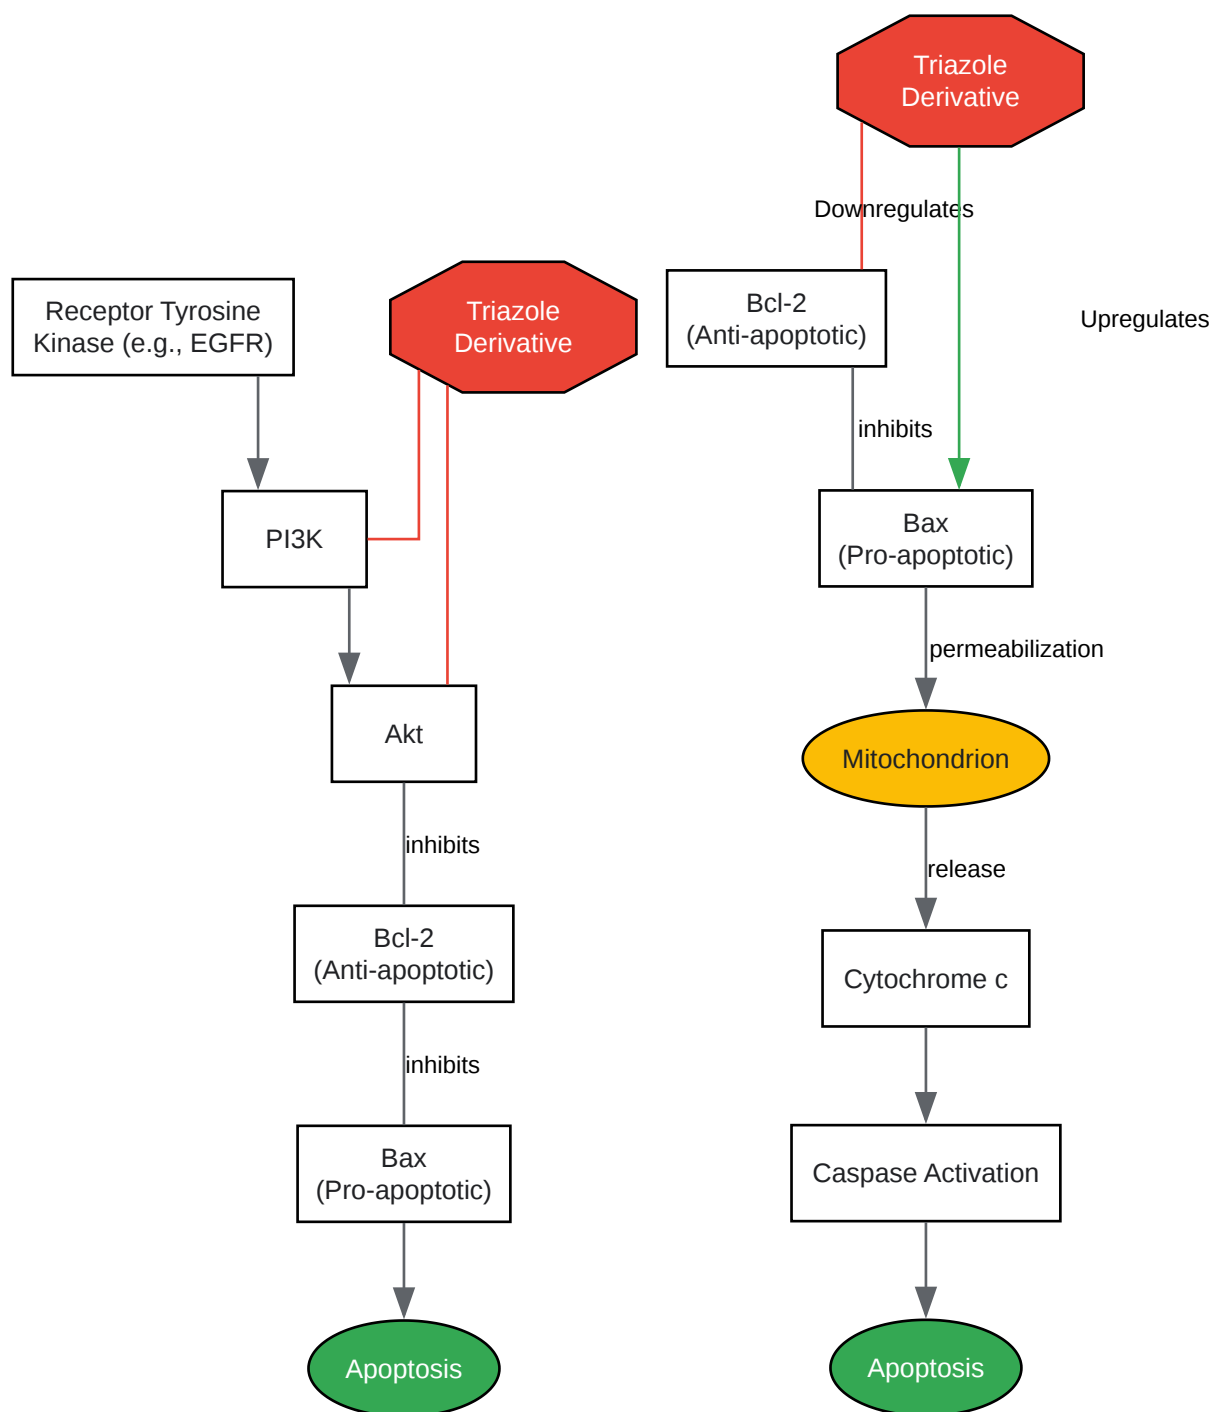 Receptor Tyrosine
Kinase (e.g., EGFR)
Triazole
Derivative
PI3K
Akt
inhibits
Bcl-2
(Anti-apoptotic)
inhibits
Bax
(Pro-apoptotic)
Apoptosis
Triazole
Derivative
Downregulates
Upregulates
Bcl-2
(Anti-apoptotic)
inhibits
Bax
(Pro-apoptotic)
permeabilization
Mitochondrion
release
Cytochrome c
Caspase Activation
Apoptosis